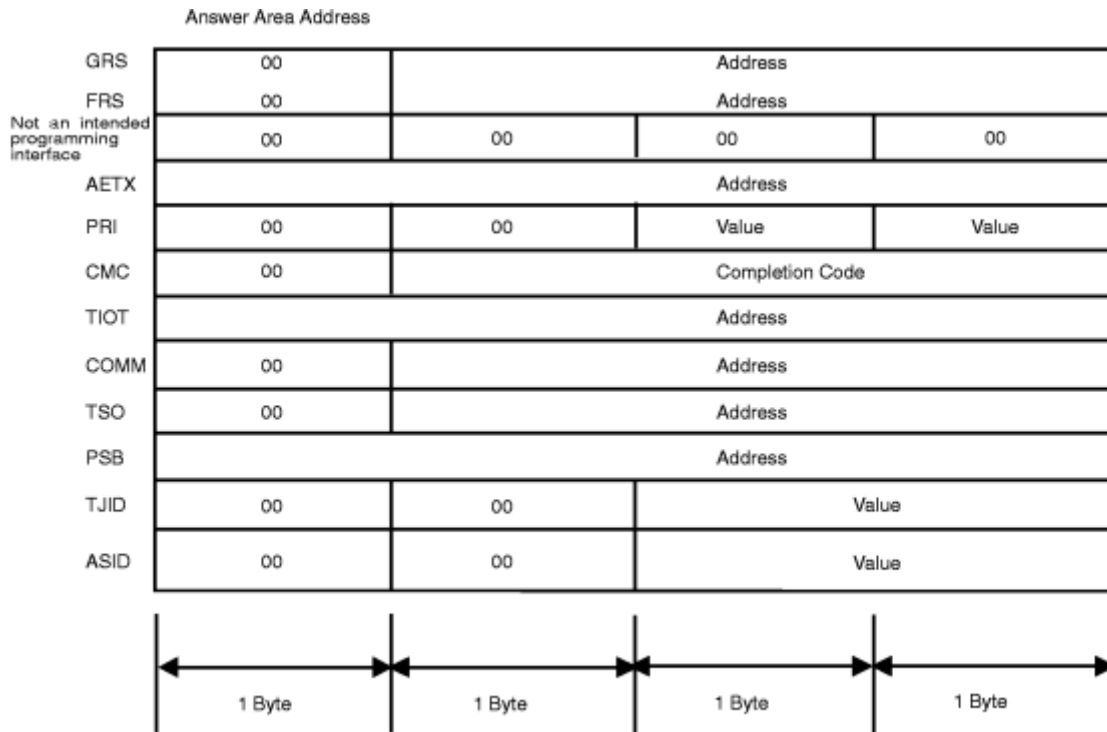 Answer Area Address
GRS 00 Address
FRS 00 Address
Not an intended
programming
interface
00 00 00 00
AETX Address
PRI 00 00 Value Value
CMC 00 Completion Code
TIOT Address
COMM 00 Address
TSO 00 Address
PSB Address
TJID 00 00 Value
ASID 00 00 Value
1 Byte 1 Byte 1 Byte 1 Byte